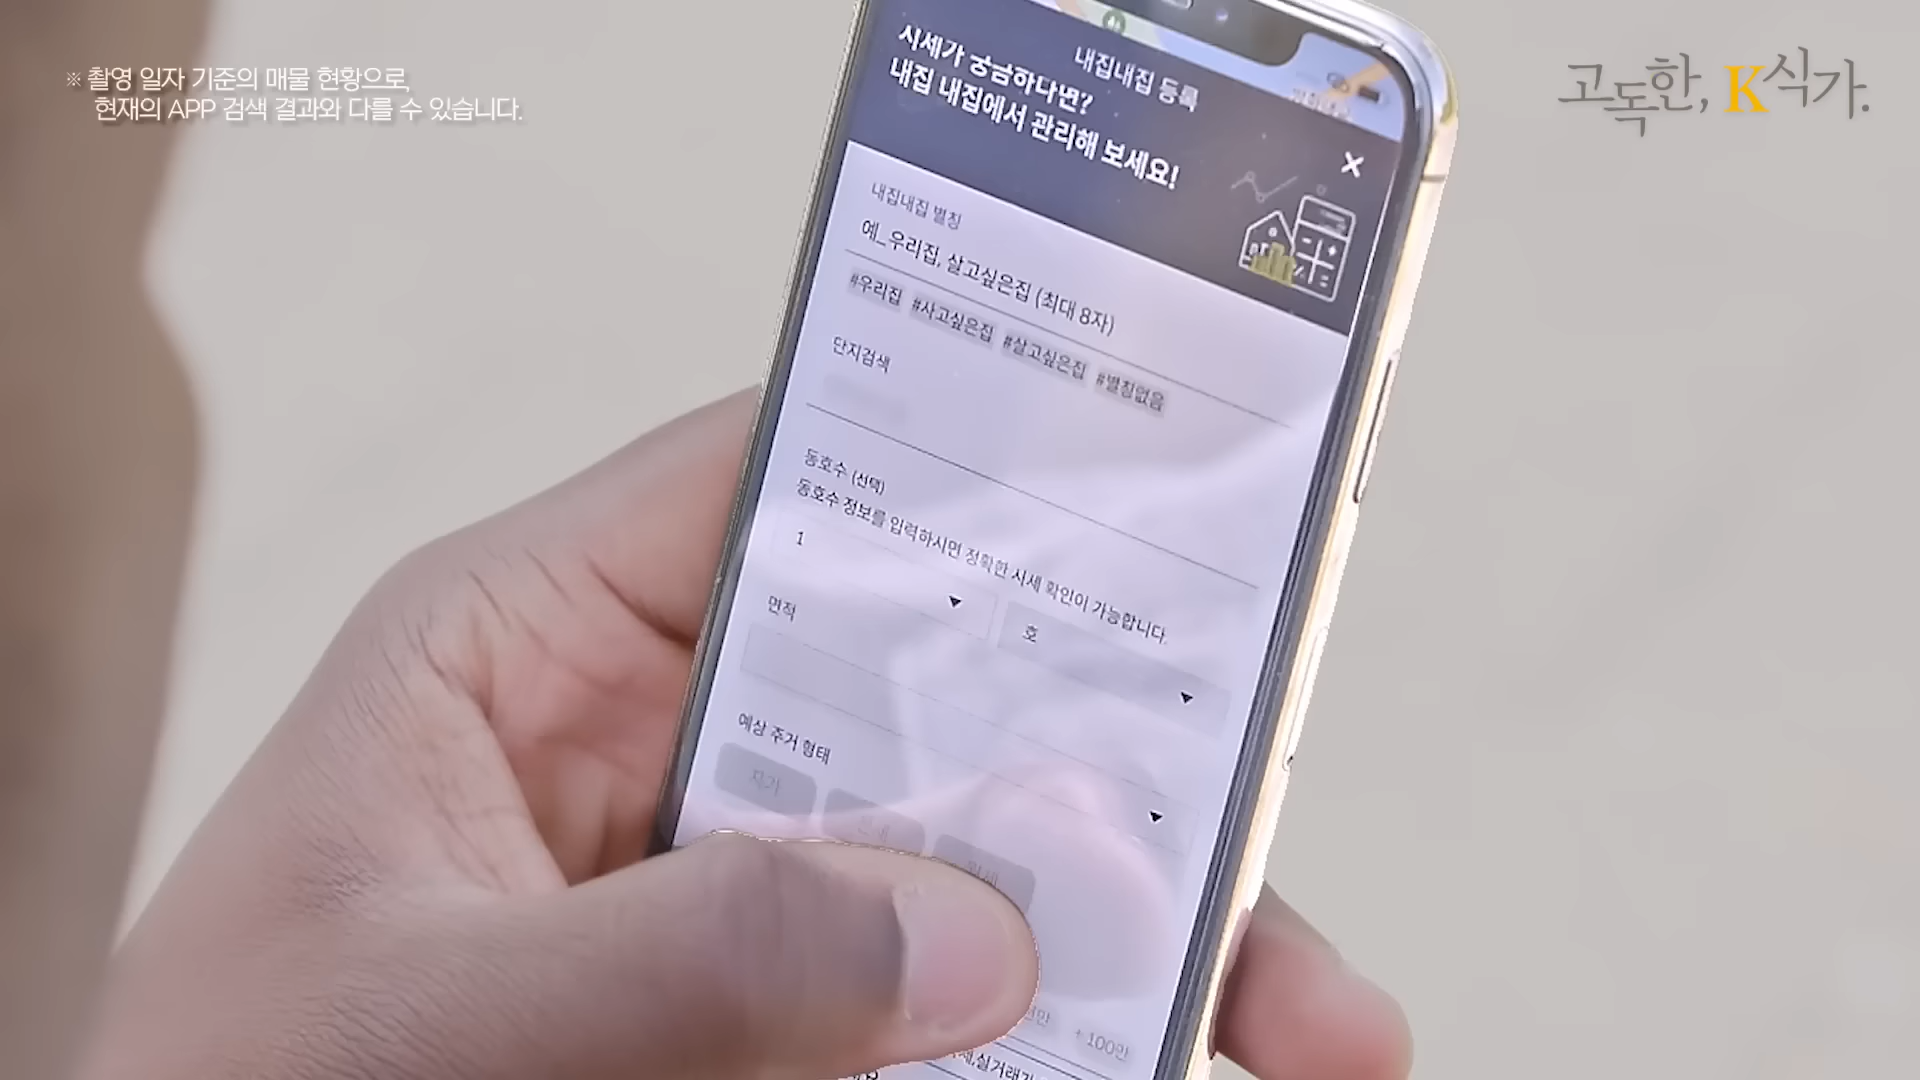 ※ 촬영 일자 기준의 매물 현황으로,
현재의 APP 검색 결과와 다를 수 있습니다.
고독한, K식가.
내집내집 등록
시세가 궁금하다면?
내집 내집에서 관리해 보세요!
내집내집 별칭
예_우리집, 살고싶은집 (최대 8자)
#우리집 #사고싶은집 #살고싶은집 #별칭없음
단지검색
동호수 (선택)
동호수 정보를 입력하시면 정확한 시세 확인이 가능합니다.
1
호
면적
예상 주거 형태
자가
전세
월세
+100만